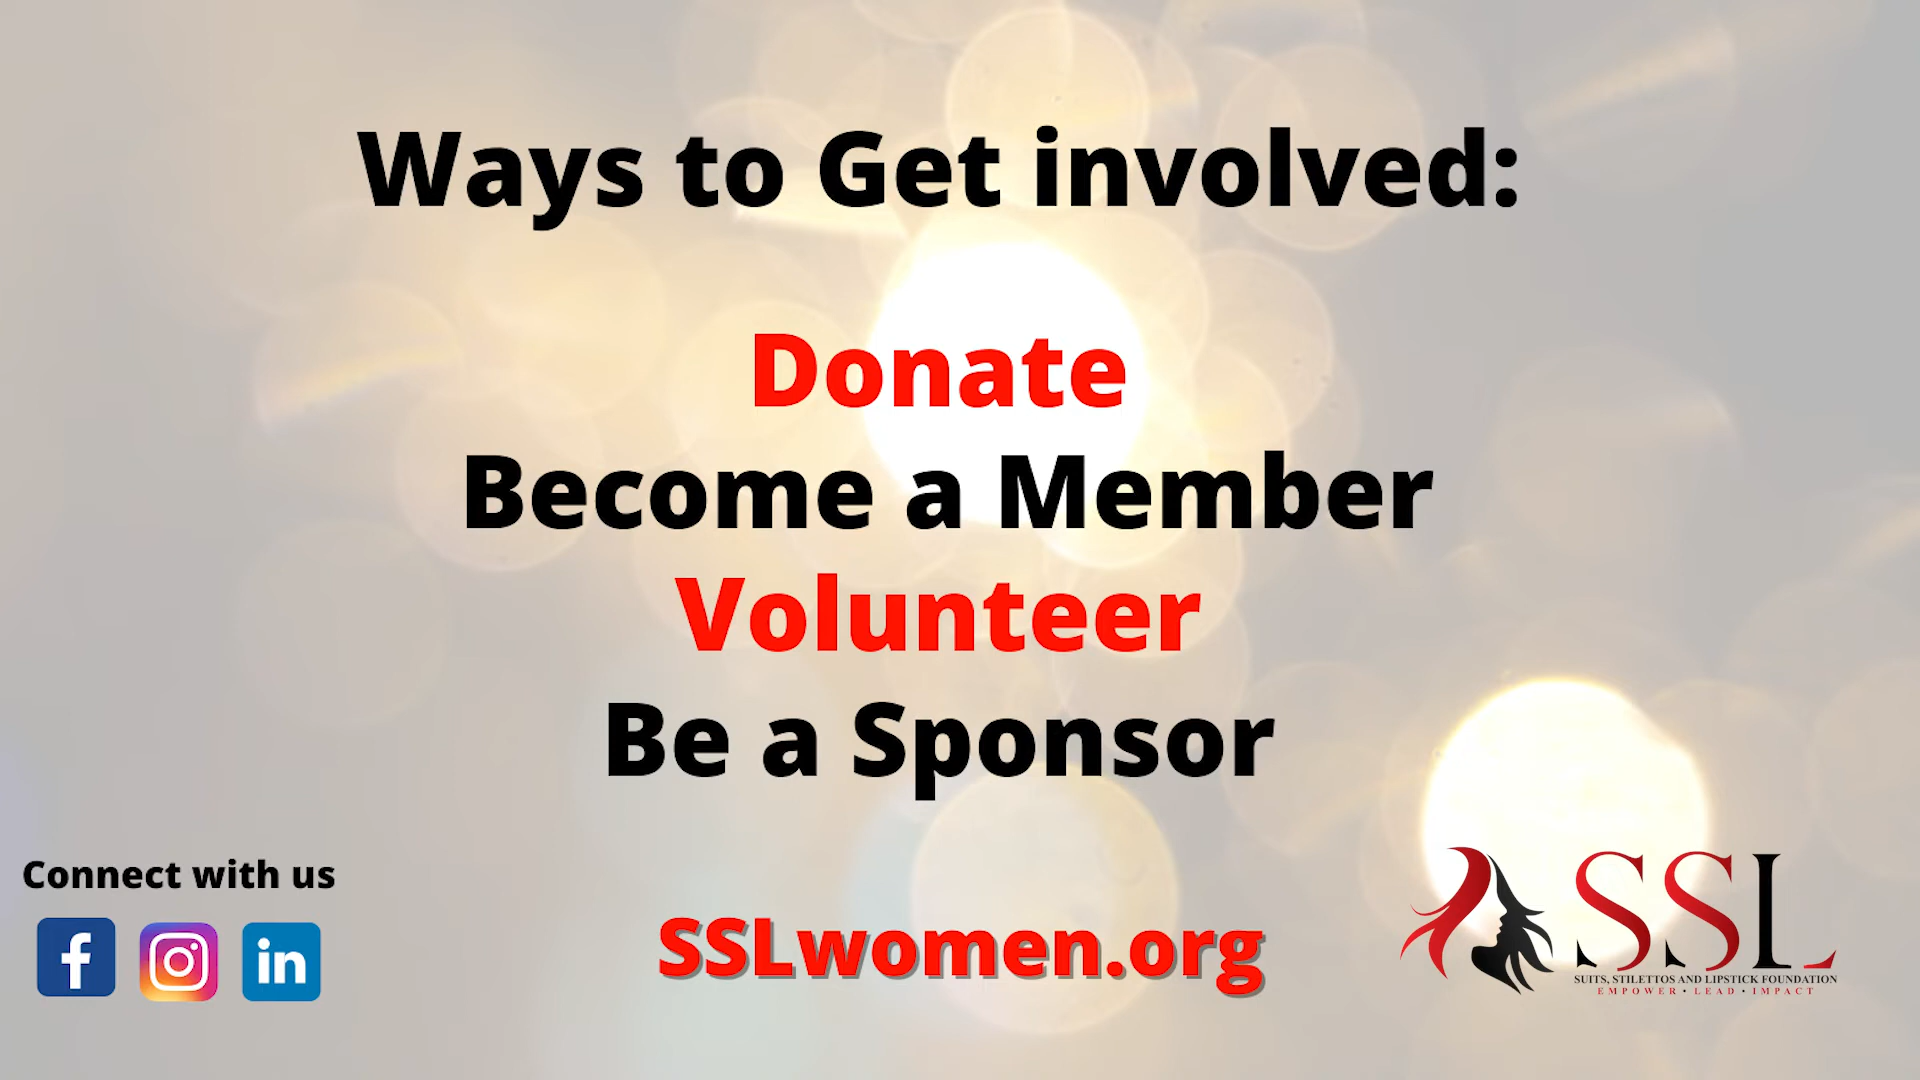 Ways to Get involved:
Donate
Become a Member
Volunteer
Be a Sponsor
Connect with us
SSLwomen.org
SSL
SUITS, STILETTOS AND LIPSTICK FOUNDATION
EMPOWER • LEAD • IMPACT